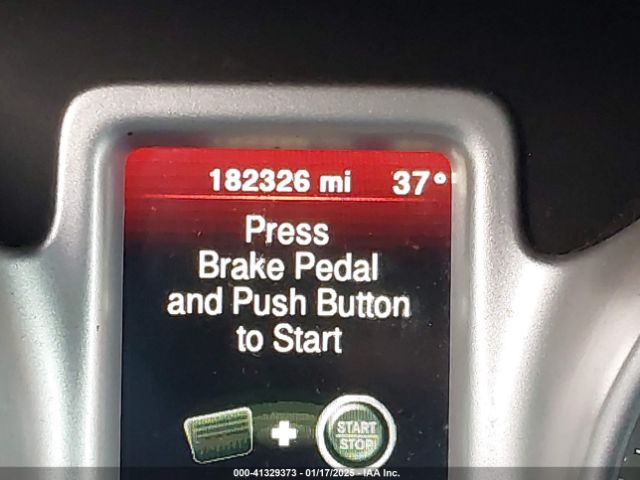 182326 mi 37°
Press
Brake Pedal
and Push Button
to Start
START
STOP
000-41329373 - 01/17/2025 - IAA Inc.